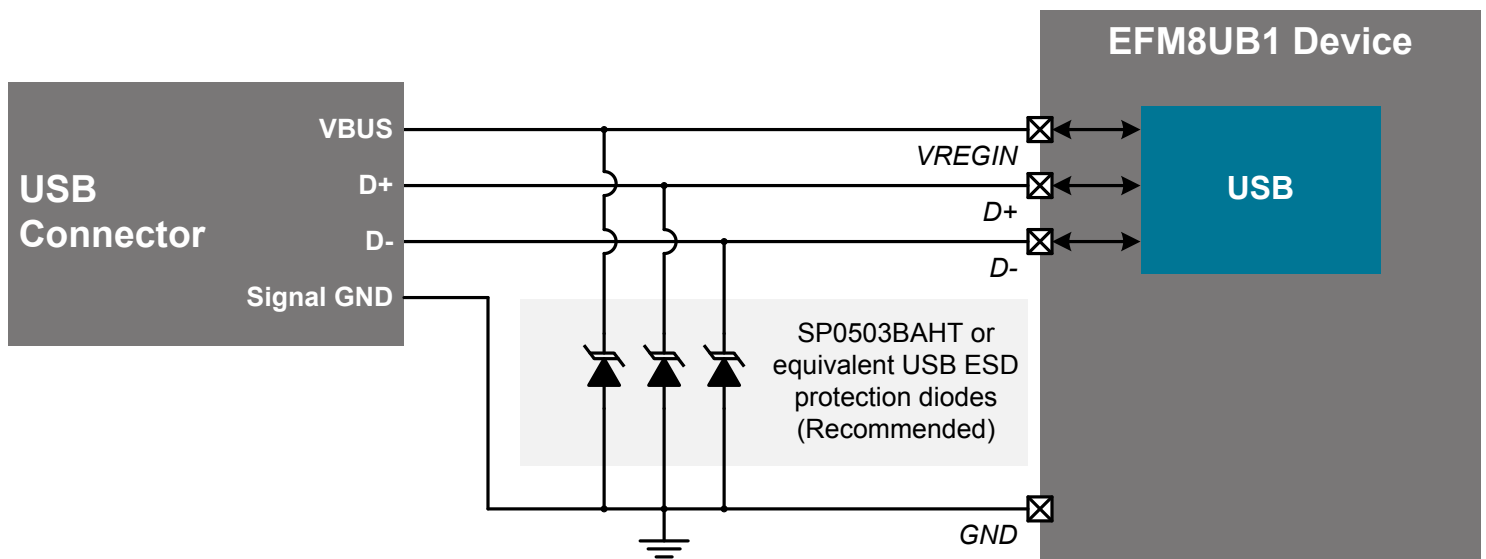 EFM8UB1 Device
VBUS
VREGIN
USB
Connector
D+
D+
USB
D-
D-
Signal GND
SP0503BAHT or
equivalent USB ESD
protection diodes
(Recommended)
GND